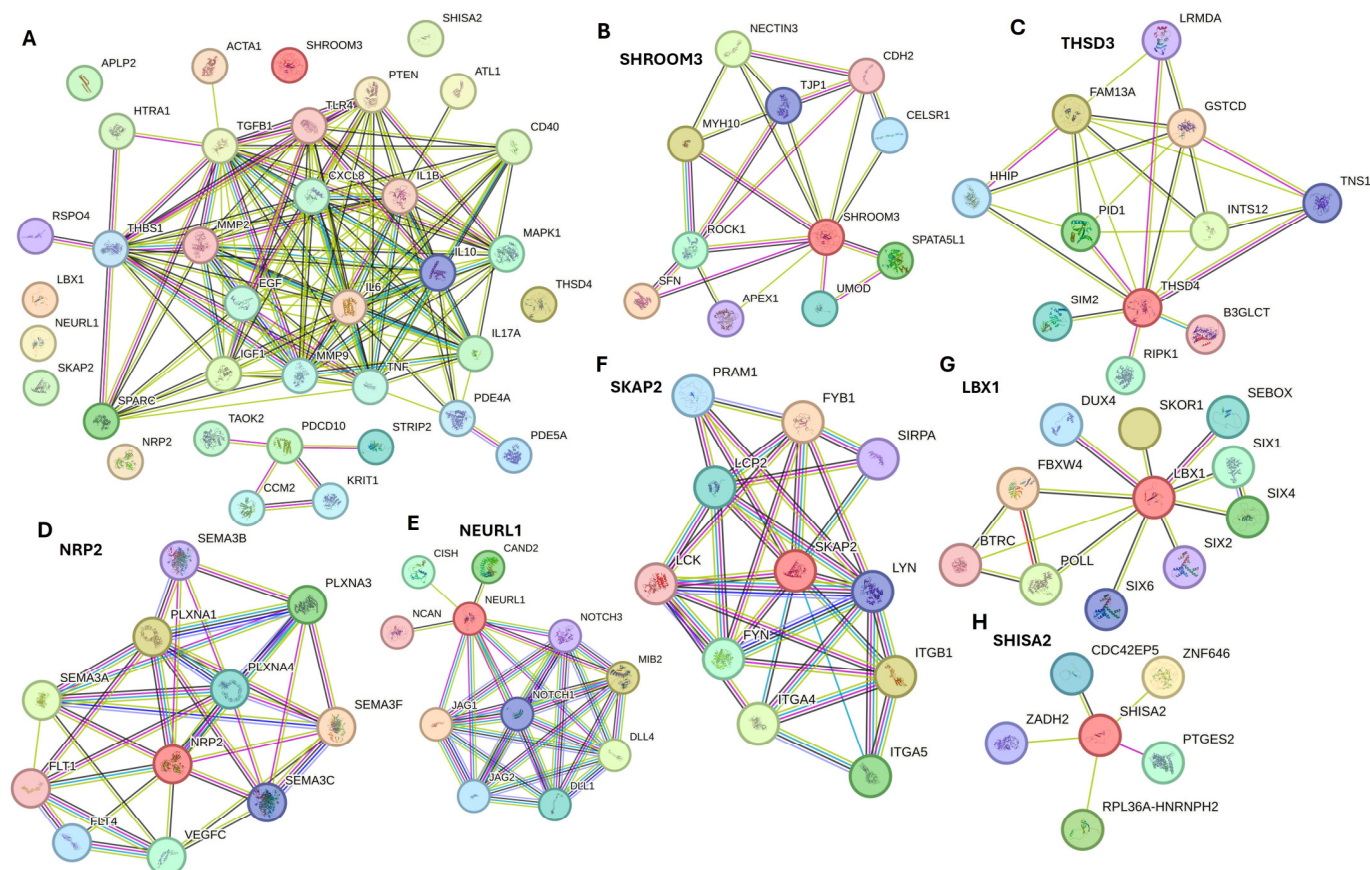 A
SHISA2
ACTA1
SHROOM3
APLP2
PTEN
ATL1
TLR4
HTRA1
TGFB1
CD40
CXCL8
IL1B
RSPO4
THBS1
MMP2
MAPK1
IL10
LBX1
EGF
IL6
THSD4
NEURL1
IL17A
SKAP2
IGF1
MMP9
TNF
SPARC
PDE4A
TAOK2
PDCD10
STRIP2
NRP2
PDE5A
CCM2
KRIT1
B
SHROOM3
NECTIN3
CDH2
TJP1
MYH10
CELSR1
SHROOM3
ROCK1
SPATA5L1
SFN
APEX1
UMOD
C
THSD3
LRMDA
FAM13A
GSTCD
HHIP
TNS1
PID1
INTS12
THSD4
SIM2
B3GLCT
RIPK1
D
NRP2
SEMA3B
PLXNA3
PLXNA1
PLXNA4
SEMA3A
SEMA3F
NRP2
FLT1
SEMA3C
FLT4
VEGFC
E
NEURL1
CISH
CAND2
NEURL1
NCAN
NOTCH3
MIB2
JAG1
NOTCH1
DLL4
JAG2
DLL1
F
SKAP2
PRAM1
FYB1
SIRPA
LCP2
SKAP2
LCK
LYN
FYN
ITGB1
ITGA4
ITGA5
G
LBX1
DUX4
SKOR1
SEBOX
SIX1
FBXW4
LBX1
SIX4
BTRC
POLL
SIX2
SIX6
H
SHISA2
CDC42EP5
ZNF646
SHISA2
ZADH2
PTGES2
RPL36A-HNRNPH2